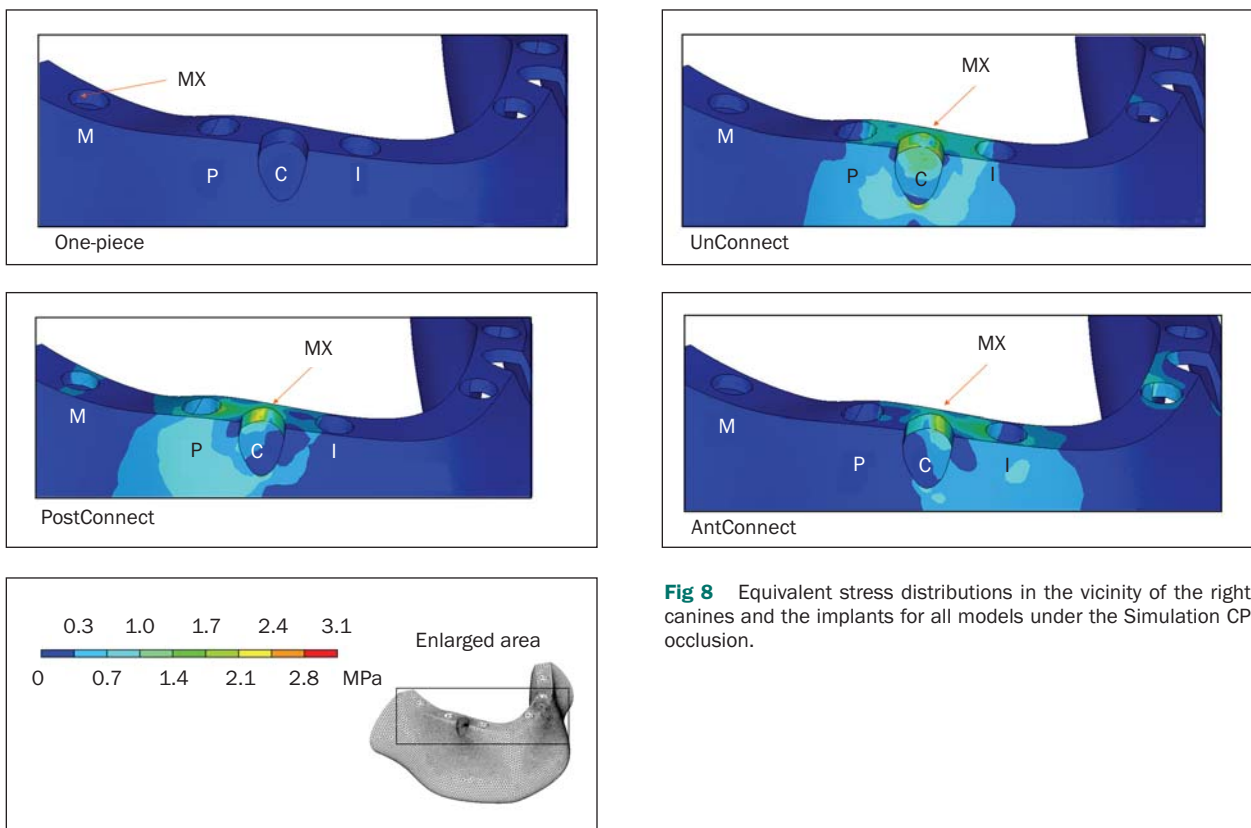 MX
M
P
C
I
One-piece
MX
P
C
I
UnConnect
MX
M
P
C
I
PostConnect
MX
M
P
C
I
AntConnect
0.3 1.0 1.7 2.4 3.1
0 0.7 1.4 2.1 2.8 MPa
Enlarged area
Fig 8 Equivalent stress distributions in the vicinity of the right
canines and the implants for all models under the Simulation CP
occlusion.